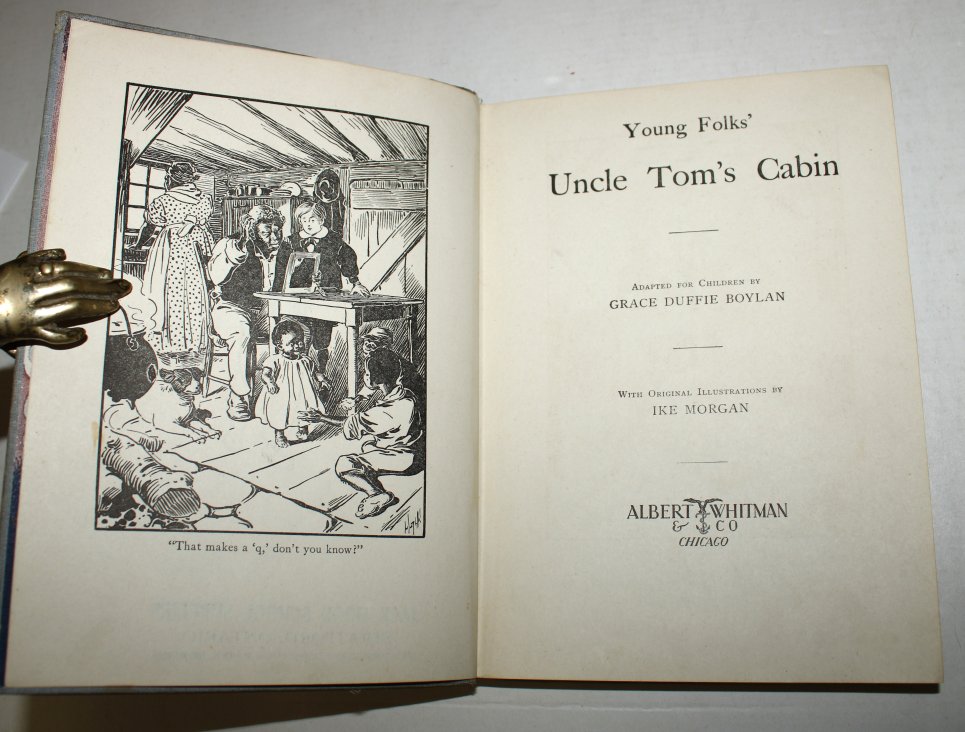 "That makes a 'q,' don't you know?"
Young Folks'
Uncle Tom's Cabin
Adapted for Children by
GRACE DUFFIE BOYLAN
With Original Illustrations by
IKE MORGAN
ALBERT WHITMAN
& CO
CHICAGO